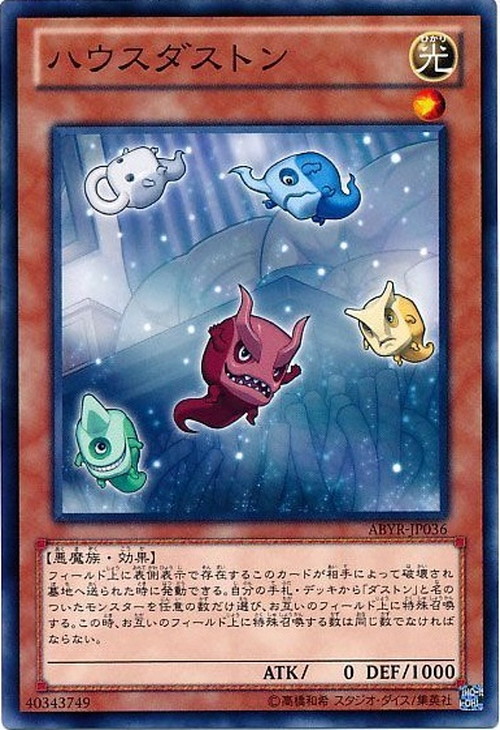 ハウスダストン
光
ABYR-JP036
【悪魔族・効果】
フィールド上に表側表示で存在するこのカードが相手によって破壊され
墓地へ送られた時に発動できる。自分の手札・デッキから「ダストン」と名の
ついたモンスターを任意の数だけ選び、お互いのフィールド上に特殊召喚
する。この時、お互いのフィールド上に特殊召喚する数は同じ数でなければ
ならない。
ATK/ 0 DEF/1000
40343749 ©高橋和希 スタジオ・ダイス/集英社